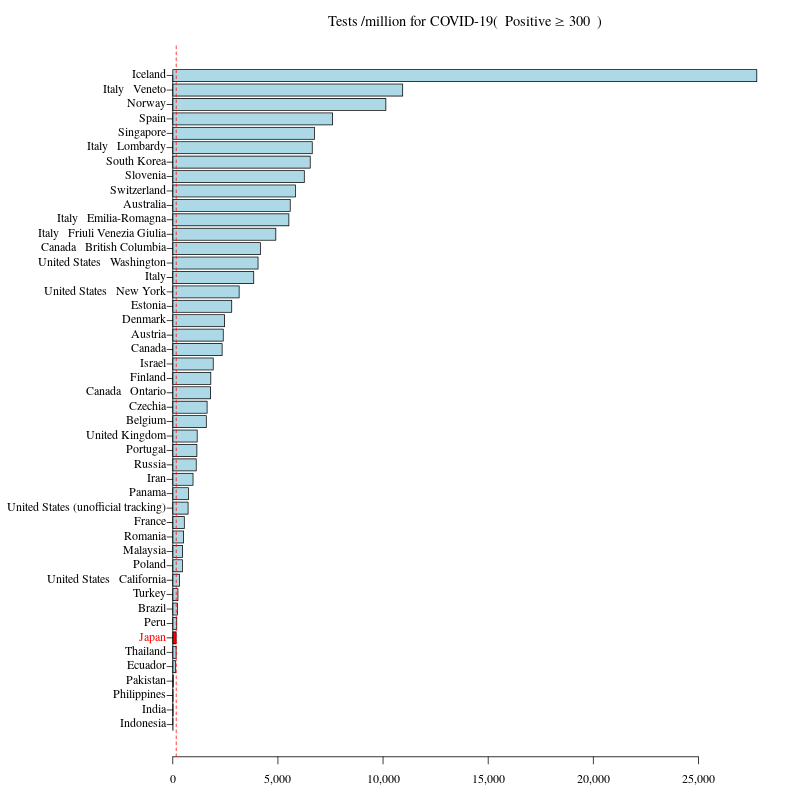 Tests /million for COVID-19(  Positive ≥ 300  )
Iceland
Italy   Veneto
Norway
Spain
Singapore
Italy   Lombardy
South Korea
Slovenia
Switzerland
Australia
Italy   Emilia-Romagna
Italy   Friuli Venezia Giulia
Canada   British Columbia
United States   Washington
Italy
United States   New York
Estonia
Denmark
Austria
Canada
Israel
Finland
Canada   Ontario
Czechia
Belgium
United Kingdom
Portugal
Russia
Iran
Panama
United States (unofficial tracking)
France
Romania
Malaysia
Poland
United States   California
Turkey
Brazil
Peru
Japan
Thailand
Ecuador
Pakistan
Philippines
India
Indonesia
0 5,000 10,000 15,000 20,000 25,000